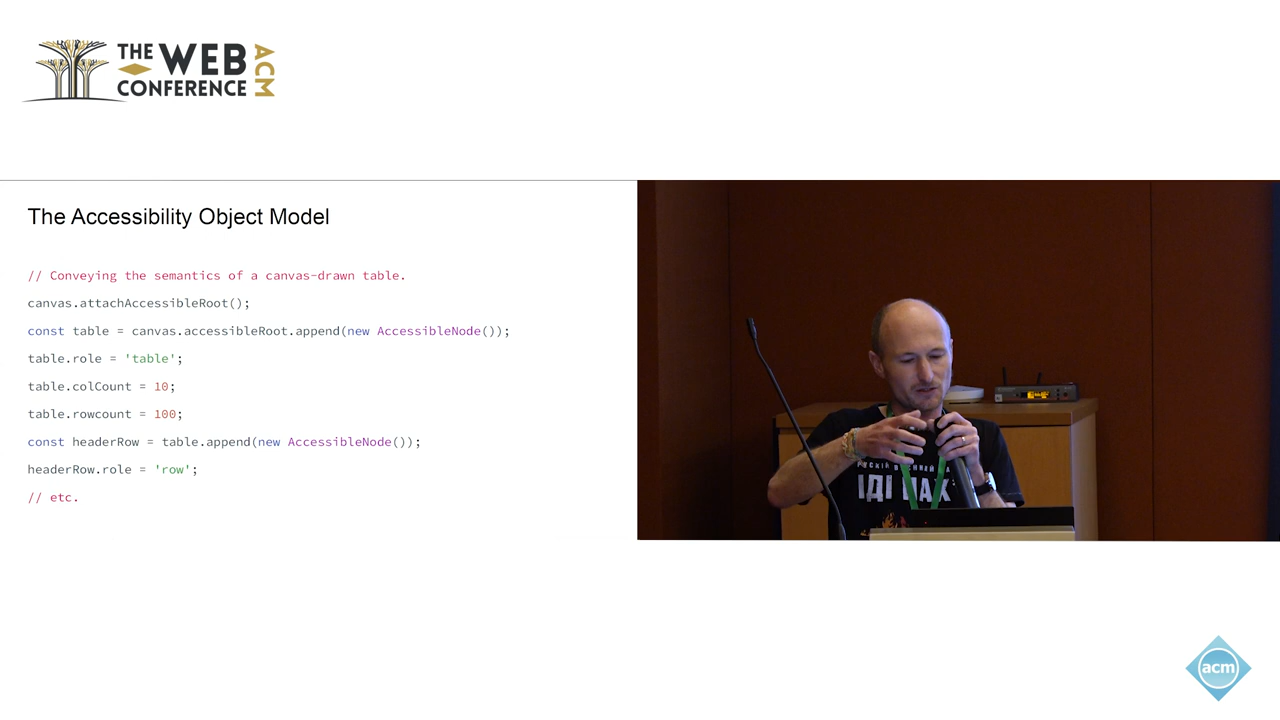 THE WEB
CONFERENCE
ACM
The Accessibility Object Model
// Conveying the semantics of a canvas-drawn table.
canvas.attachAccessibleRoot();
const table = canvas.accessibleRoot.append(new AccessibleNode());
table.role = 'table';
table.colCount = 10;
table.rowcount = 100;
const headerRow = table.append(new AccessibleNode());
headerRow.role = 'row';
// etc.
ІДІ НАХ
acm